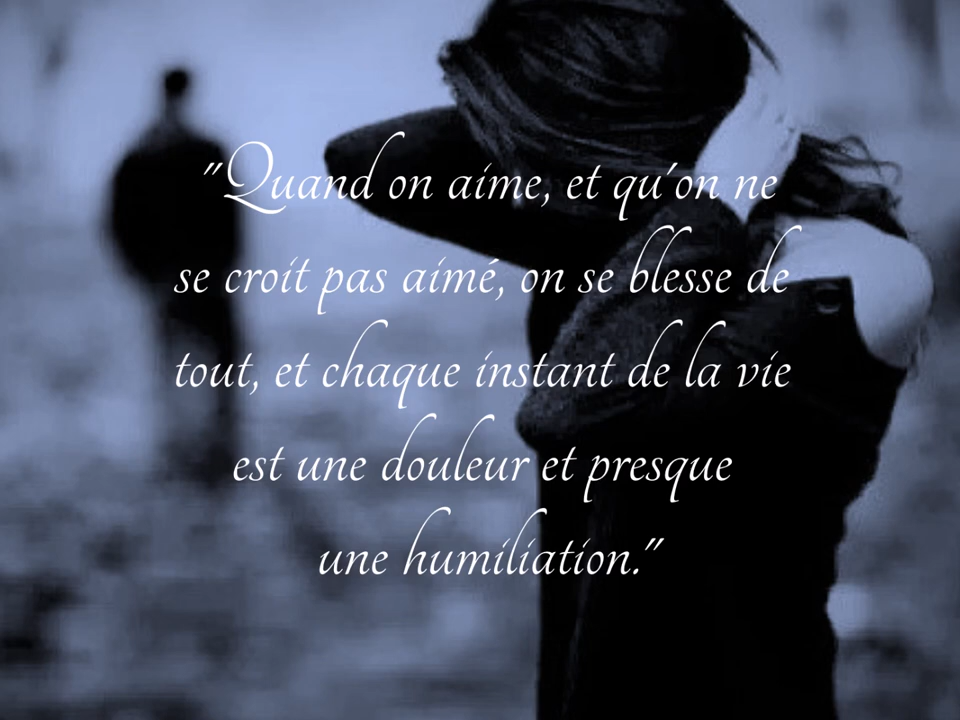 "Quand on aime, et qu'on ne
se croit pas aimé, on se blesse de
tout, et chaque instant de la vie
est une douleur et presque
une humiliation."